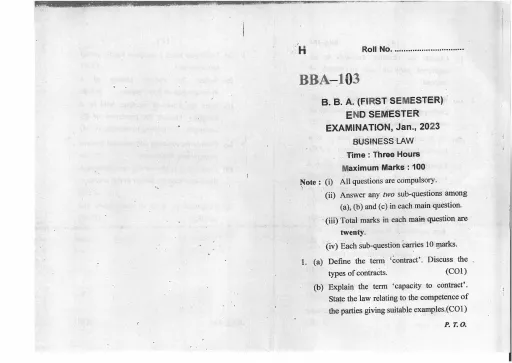 H Roll No. ..............................
BBA–103
B. B. A. (FIRST SEMESTER)
END SEMESTER
EXAMINATION, Jan., 2023
BUSINESS LAW
Time : Three Hours
Maximum Marks : 100
Note : (i) All questions are compulsory.
(ii) Answer any two sub-questions among
(a), (b) and (c) in each main question.
(iii) Total marks in each main question are
twenty.
(iv) Each sub-question carries 10 marks.
1. (a) Define the term ‘contract’. Discuss the
types of contracts. (CO1)
(b) Explain the term ‘capacity to contract’.
State the law relating to the competence of
the parties giving suitable examples.(CO1)
P. T. O.